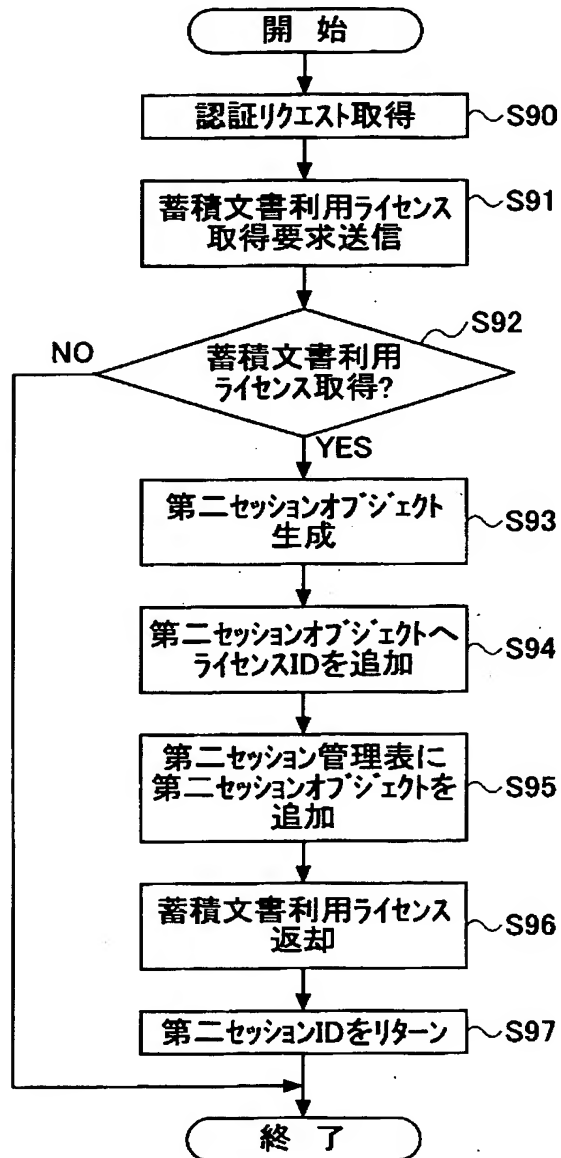 開 始
認証リクエスト取得
S90
蓄積文書利用ライセンス
取得要求送信
S91
S92
NO
蓄積文書利用
ライセンス取得?
YES
第二セッションオブジェクト
生成
S93
第二セッションオブジェクトへ
ライセンスIDを追加
S94
第二セッション管理表に
第二セッションオブジェクトを
追加
S95
蓄積文書利用ライセンス
返却
S96
第二セッションIDをリターン
S97
終 了